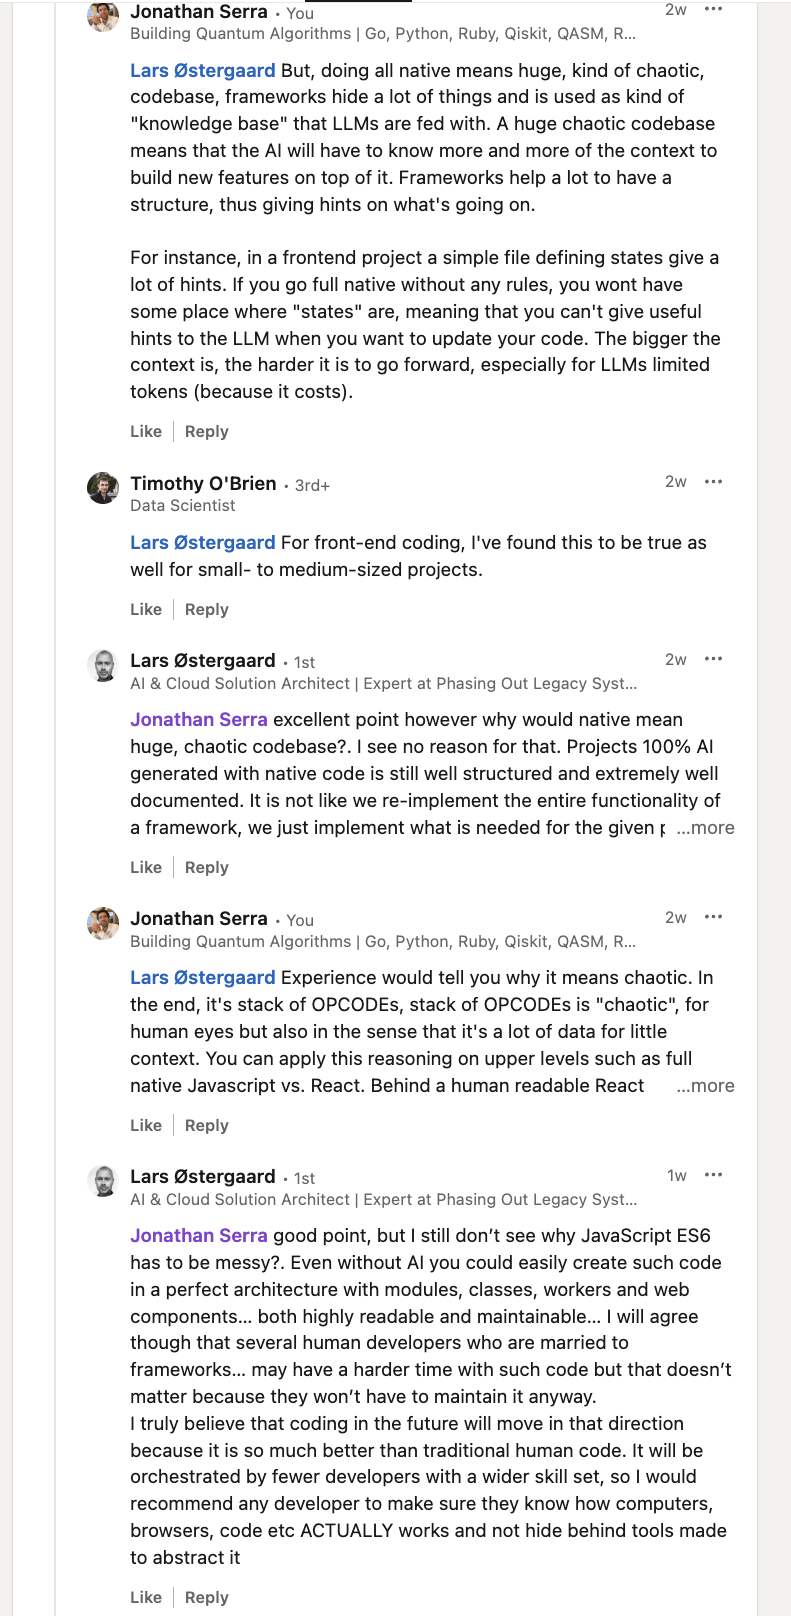 Jonathan Serra • You
2w •••
Building Quantum Algorithms | Go, Python, Ruby, Qiskit, QASM, R...
Lars Østergaard But, doing all native means huge, kind of chaotic,
codebase, frameworks hide a lot of things and is used as kind of
"knowledge base" that LLMs are fed with. A huge chaotic codebase
means that the AI will have to know more and more of the context to
build new features on top of it. Frameworks help a lot to have a
structure, thus giving hints on what's going on.
For instance, in a frontend project a simple file defining states give a
lot of hints. If you go full native without any rules, you wont have
some place where "states" are, meaning that you can't give useful
hints to the LLM when you want to update your code. The bigger the
context is, the harder it is to go forward, especially for LLMs limited
tokens (because it costs).
Like | Reply
Timothy O'Brien • 3rd+
2w •••
Data Scientist
Lars Østergaard For front-end coding, I've found this to be true as
well for small- to medium-sized projects.
Like | Reply
Lars Østergaard • 1st
2w •••
AI & Cloud Solution Architect | Expert at Phasing Out Legacy Syst...
Jonathan Serra excellent point however why would native mean
huge, chaotic codebase?. I see no reason for that. Projects 100% AI
generated with native code is still well structured and extremely well
documented. It is not like we re-implement the entire functionality of
a framework, we just implement what is needed for the given ...more
Like | Reply
Jonathan Serra • You
2w •••
Building Quantum Algorithms | Go, Python, Ruby, Qiskit, QASM, R...
Lars Østergaard Experience would tell you why it means chaotic. In
the end, it's stack of OPCODEs, stack of OPCODEs is "chaotic", for
human eyes but also in the sense that it's a lot of data for little
context. You can apply this reasoning on upper levels such as full
native Javascript vs. React. Behind a human readable React ...more
Like | Reply
Lars Østergaard • 1st
1w •••
AI & Cloud Solution Architect | Expert at Phasing Out Legacy Syst...
Jonathan Serra good point, but I still don’t see why JavaScript ES6
has to be messy?. Even without AI you could easily create such code
in a perfect architecture with modules, classes, workers and web
components... both highly readable and maintainable... I will agree
though that several human developers who are married to
frameworks... may have a harder time with such code but that doesn’t
matter because they won’t have to maintain it anyway.
I truly believe that coding in the future will move in that direction
because it is so much better than traditional human code. It will be
orchestrated by fewer developers with a wider skill set, so I would
recommend any developer to make sure they know how computers,
browsers, code etc ACTUALLY works and not hide behind tools made
to abstract it
Like | Reply